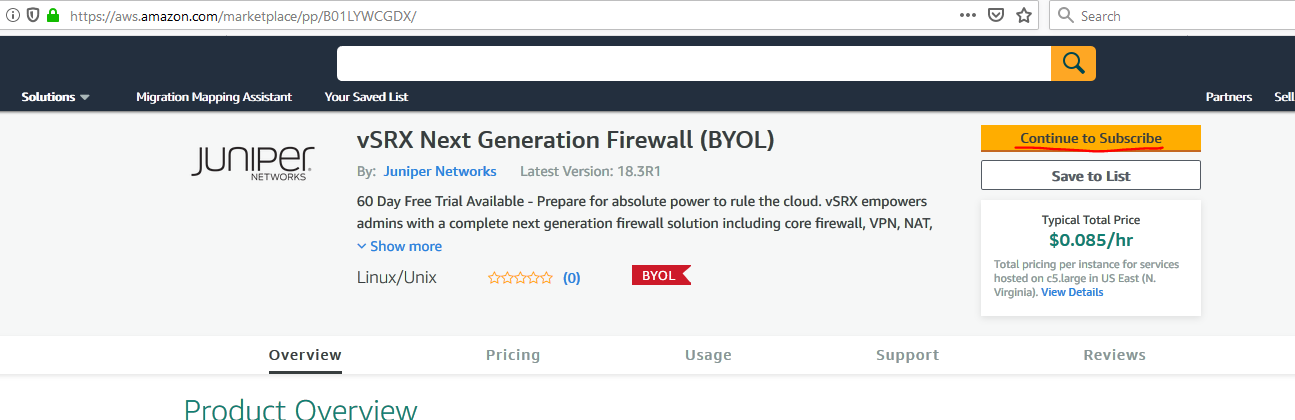 https://aws.amazon.com/marketplace/pp/B01LYWCGDX/
Search
Solutions
Migration Mapping Assistant
Your Saved List
Partners
Sell
JUNIPER
NETWORKS
vSRX Next Generation Firewall (BYOL)
By: Juniper Networks Latest Version: 18.3R1
60 Day Free Trial Available - Prepare for absolute power to rule the cloud. vSRX empowers
admins with a complete next generation firewall solution including core firewall, VPN, NAT,
Show more
Linux/Unix
(0)
BYOL
Continue to Subscribe
Save to List
Typical Total Price
$0.085/hr
Total pricing per instance for services
hosted on c5.large in US East (N.
Virginia). View Details
Overview
Pricing
Usage
Support
Reviews
Product Overview